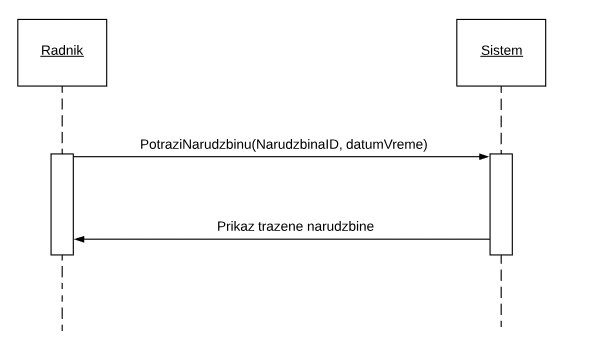 Radnik
Sistem
PotraziNarudzbinu(NarudzbinaID, datumVreme)
Prikaz trazene narudzbine